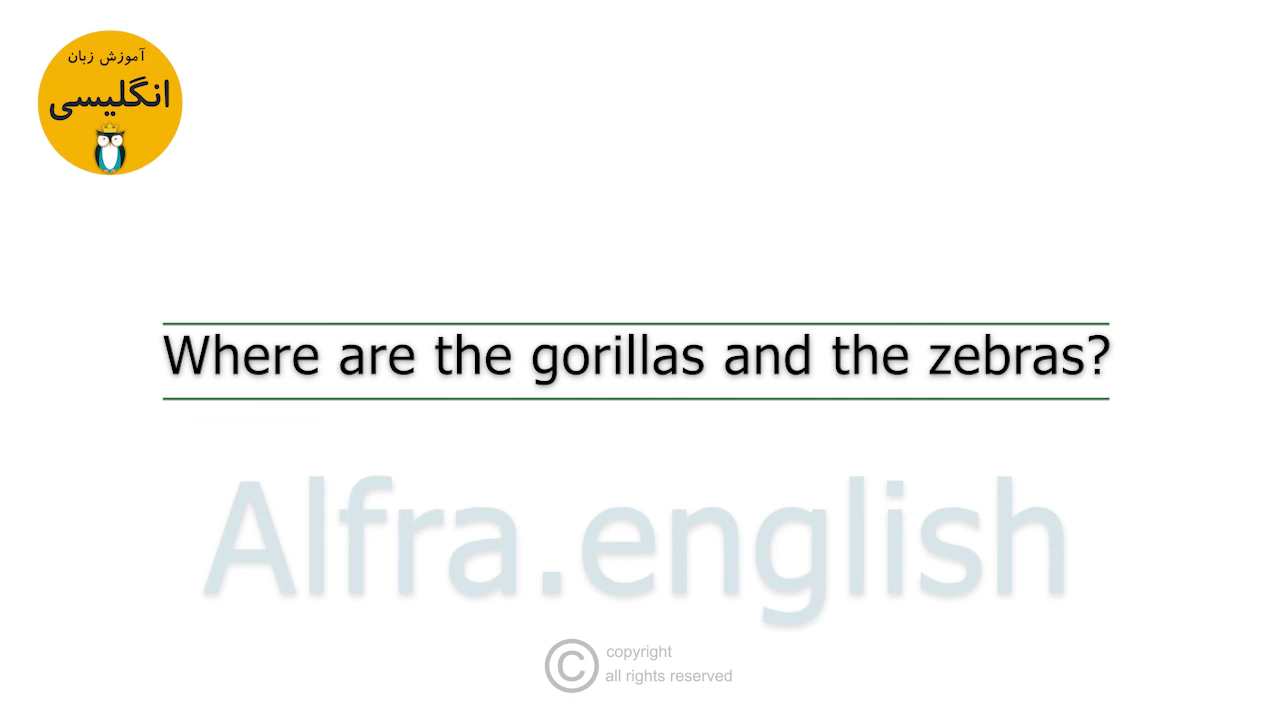 آموزش زبان
انگلیسی
Where are the gorillas and the zebras?
Alfra.english
© copyright
all rights reserved